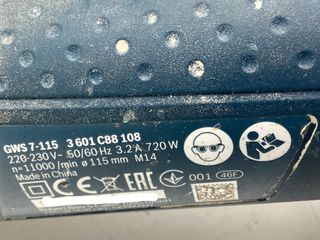 GWS 7-115 3 601 C88 108
220-230 V~ 50/60 Hz 3.2 A 720 W
n=11000 /min ø 115 mm M14
Made in China
CE EAC 001 46F